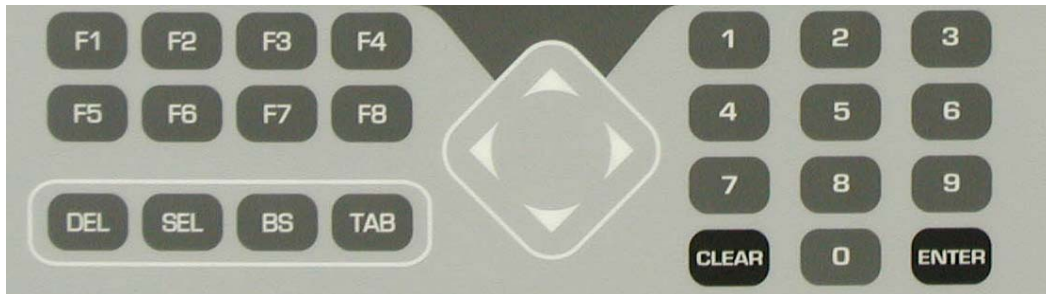 F1 F2 F3 F4
F5 F6 F7 F8
DEL SEL BS TAB
1 2 3
4 5 6
7 8 9
CLEAR 0 ENTER